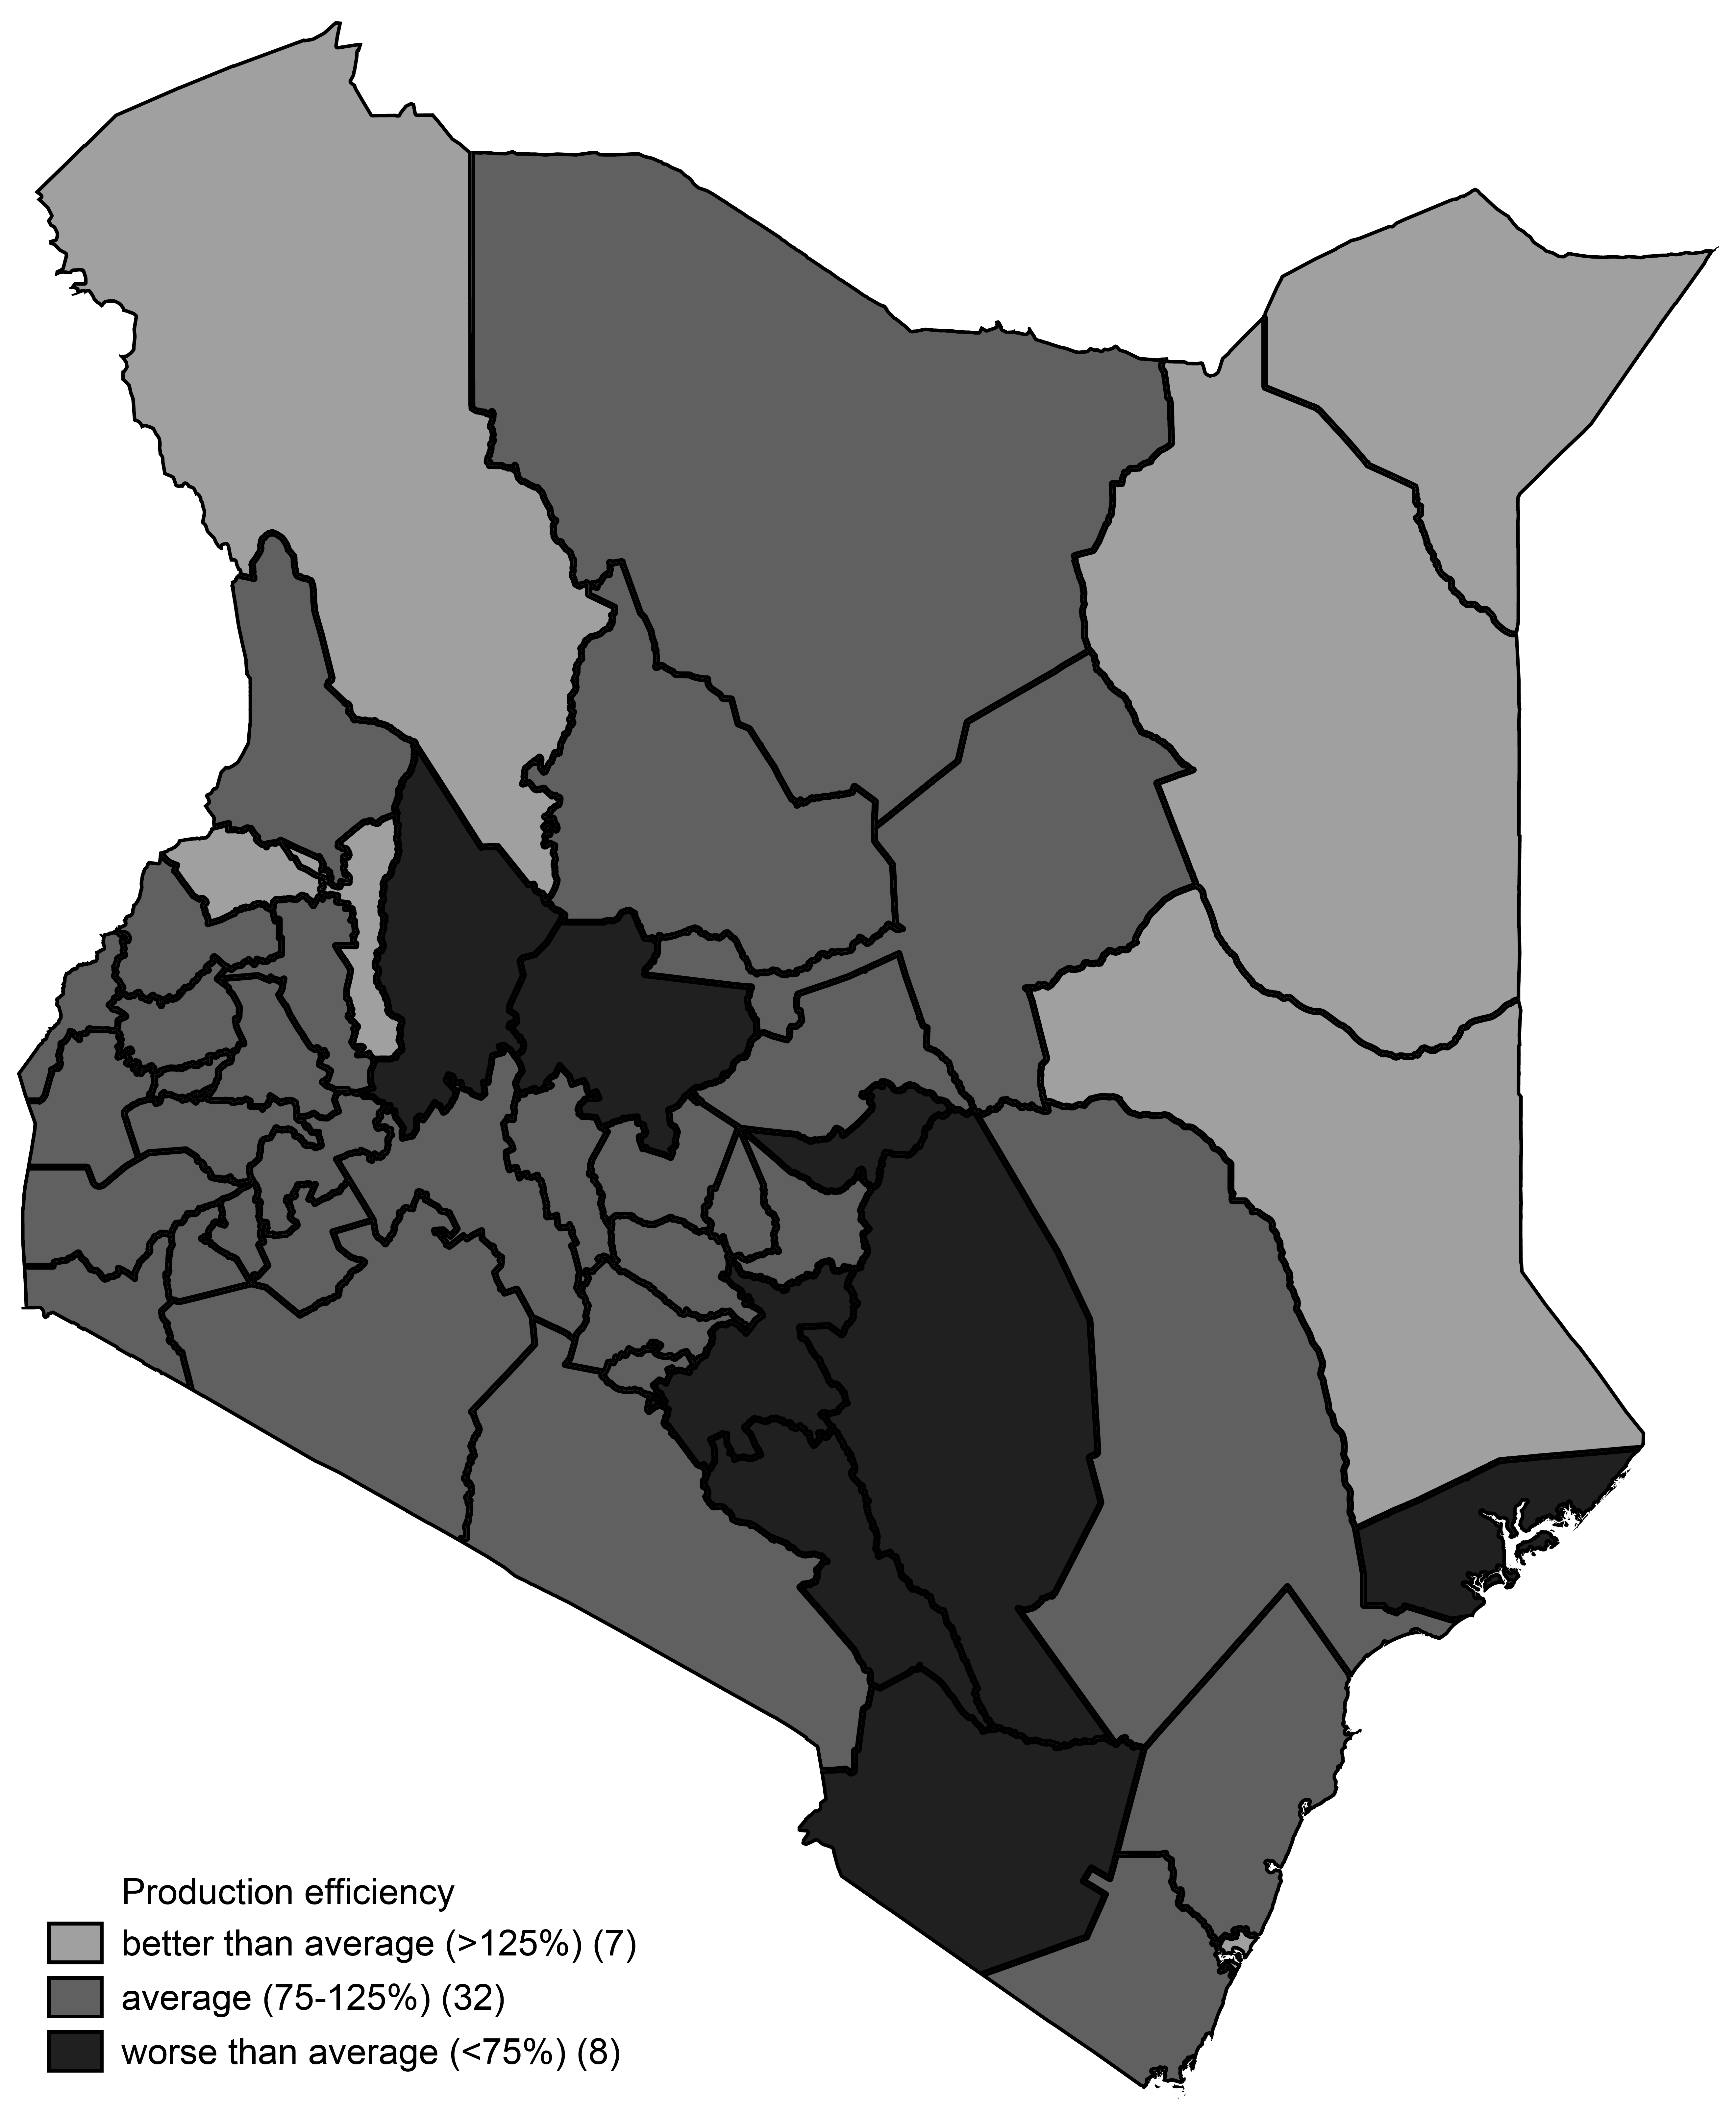 Production efficiency
better than average (>125%) (7)
average (75-125%) (32)
worse than average (<75%) (8)